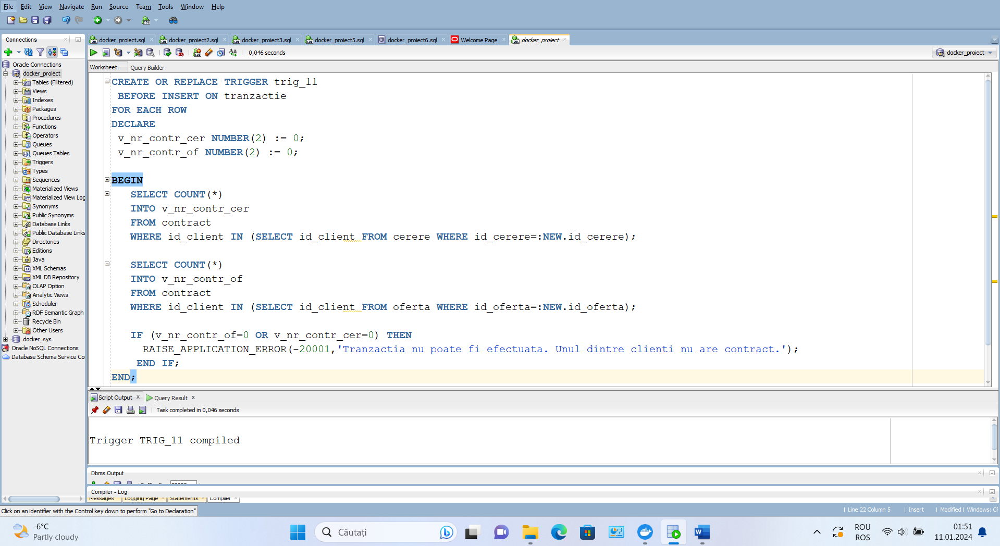 File Edit View Navigate Run Source Team Tools Window Help
Connections
docker_proiect.sql docker_proiect2.sql docker_proiect3.sql docker_proiect5.sql docker_proiect6.sql Welcome Page docker_proiect
0,046 seconds
docker_proiect
Worksheet Query Builder
Oracle Connections
docker_proiect
Tables (Filtered)
Views
Indexes
Packages
Procedures
Functions
Operators
Queues
Queues Tables
Triggers
Types
Sequences
Materialized Views
Materialized View Log
Synonyms
Public Synonyms
Database Links
Public Database Links
Directories
Editions
Java
XML Schemas
XML DB Repository
OLAP Option
Analytic Views
Scheduler
RDF Semantic Graph
Recycle Bin
Other Users
docker_sys
Oracle NoSQL Connections
Database Schema Service Co
CREATE OR REPLACE TRIGGER trig_11
BEFORE INSERT ON tranzactie
FOR EACH ROW
DECLARE
v_nr_contr_cer NUMBER(2) := 0;
v_nr_contr_of NUMBER(2) := 0;
BEGIN
SELECT COUNT(*)
INTO v_nr_contr_cer
FROM contract
WHERE id_client IN (SELECT id_client FROM cerere WHERE id_cerere=:NEW.id_cerere);
SELECT COUNT(*)
INTO v_nr_contr_of
FROM contract
WHERE id_client IN (SELECT id_client FROM oferta WHERE id_oferta=:NEW.id_oferta);
IF (v_nr_contr_of=0 OR v_nr_contr_cer=0) THEN
RAISE_APPLICATION_ERROR(-20001,'Tranzactia nu poate fi efectuata. Unul dintre clienti nu are contract.');
END IF;
END;
Script Output x Query Result x
Task completed in 0,046 seconds
Trigger TRIG_11 compiled
Dbms Output
Compiler - Log
Messages Logging Page Statements Compiler
Click on an identifier with the Control key down to perform "Go to Declaration"
Line 22 Column 5 Insert Modified Windows: CF
-6°C
Partly cloudy
Căutați
ROU
ROS
01:51
11.01.2024